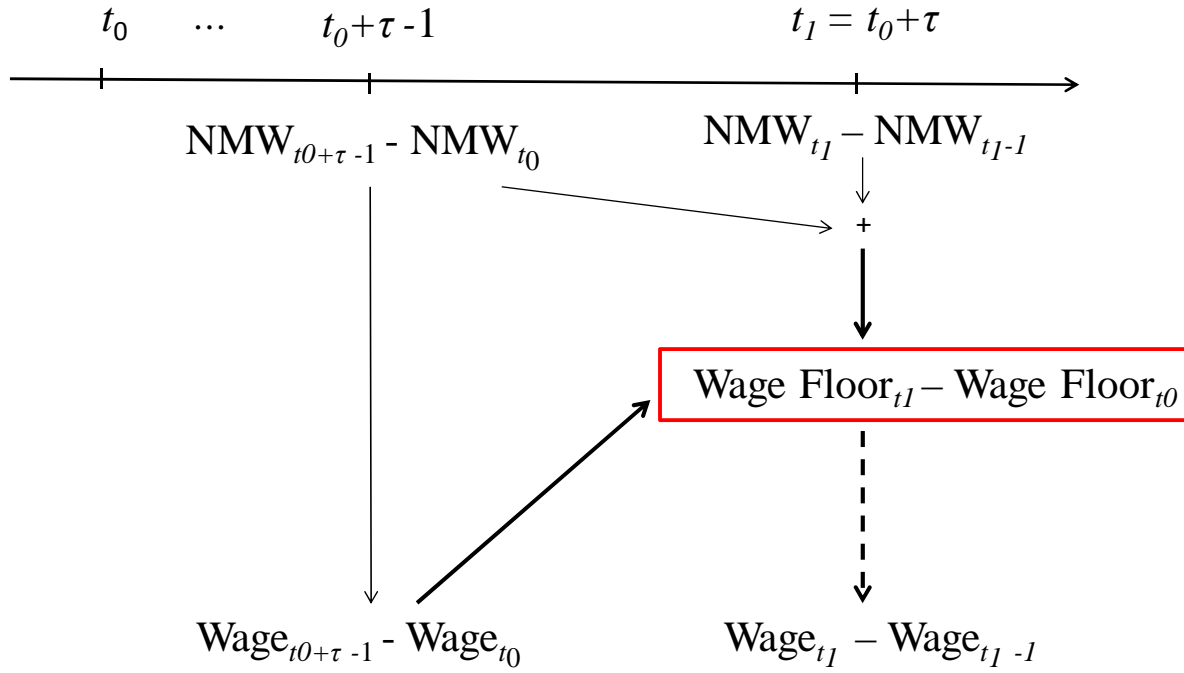 t0 ... t0+τ -1 t1 = t0+τ
NMWt0+τ -1 - NMWt0 NMWt1 – NMWt1-1
+
Wage Floort1 – Wage Floort0
Waget0+τ -1 - Waget0 Waget1 – Waget1 -1